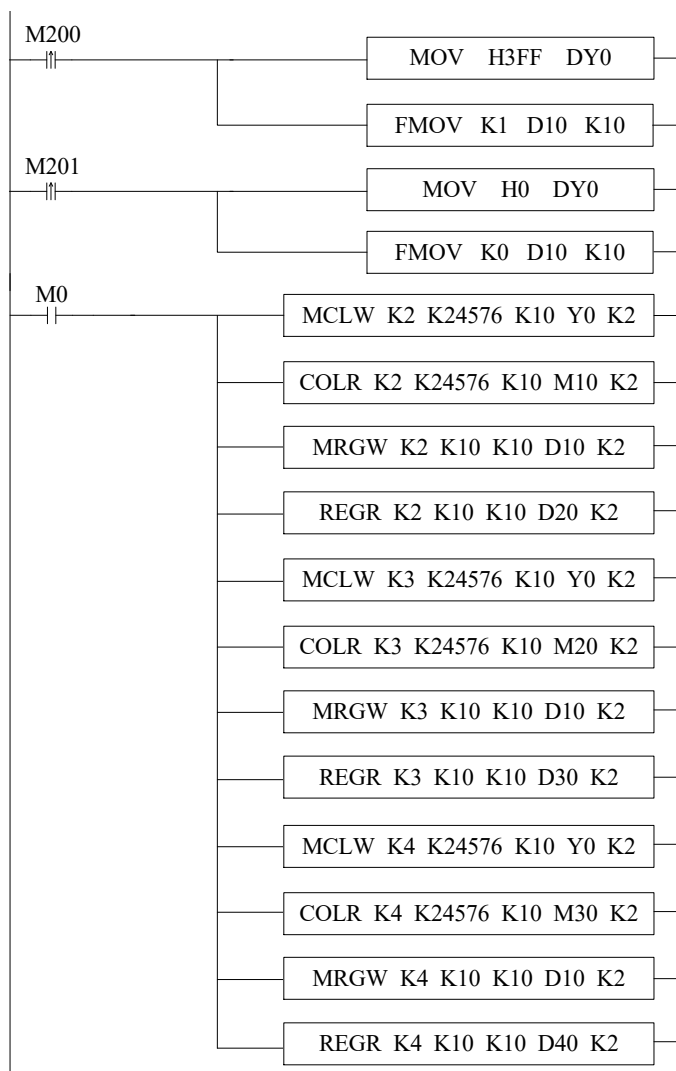 M200
MOV H3FF DY0
FMOV K1 D10 K10
M201
MOV H0 DY0
FMOV K0 D10 K10
M0
MCLW K2 K24576 K10 Y0 K2
COLR K2 K24576 K10 M10 K2
MRGW K2 K10 K10 D10 K2
REGR K2 K10 K10 D20 K2
MCLW K3 K24576 K10 Y0 K2
COLR K3 K24576 K10 M20 K2
MRGW K3 K10 K10 D10 K2
REGR K3 K10 K10 D30 K2
MCLW K4 K24576 K10 Y0 K2
COLR K4 K24576 K10 M30 K2
MRGW K4 K10 K10 D10 K2
REGR K4 K10 K10 D40 K2